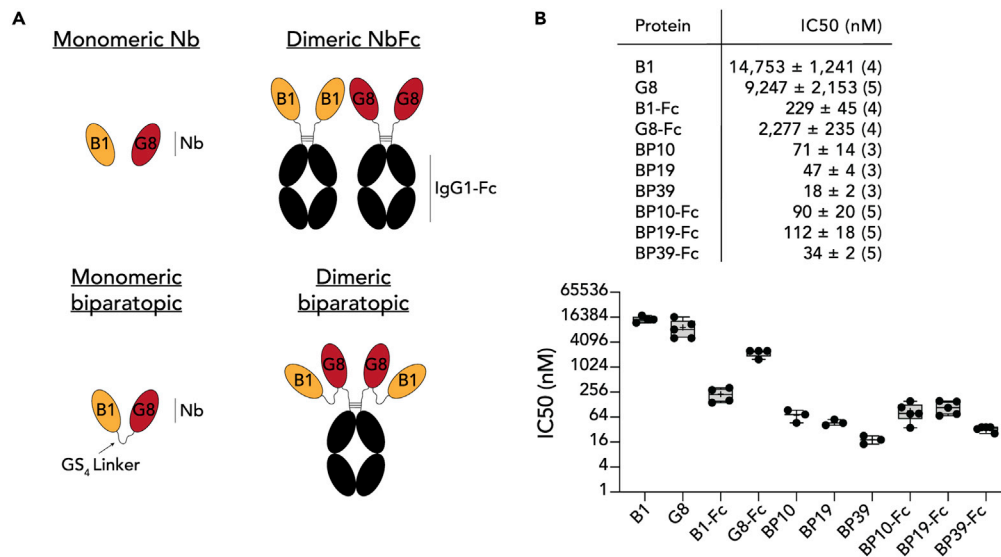 A
Monomeric Nb
Dimeric NbFc
B1
G8
Nb
B1
B1
G8
G8
IgG1-Fc
Monomeric
biparatopic
Dimeric
biparatopic
B1
G8
Nb
GS4 Linker
B1
G8
G8
B1
B
Protein IC50 (nM)
B1 14,753 ± 1,241 (4)
G8 9,247 ± 2,153 (5)
B1-Fc 229 ± 45 (4)
G8-Fc 2,277 ± 235 (4)
BP10 71 ± 14 (3)
BP19 47 ± 4 (3)
BP39 18 ± 2 (3)
BP10-Fc 90 ± 20 (5)
BP19-Fc 112 ± 18 (5)
BP39-Fc 34 ± 2 (5)
IC50 (nM)
65536
16384
4096
1024
256
64
16
4
1
B1
G8
B1-Fc
G8-Fc
BP10
BP19
BP39
BP10-Fc
BP19-Fc
BP39-Fc